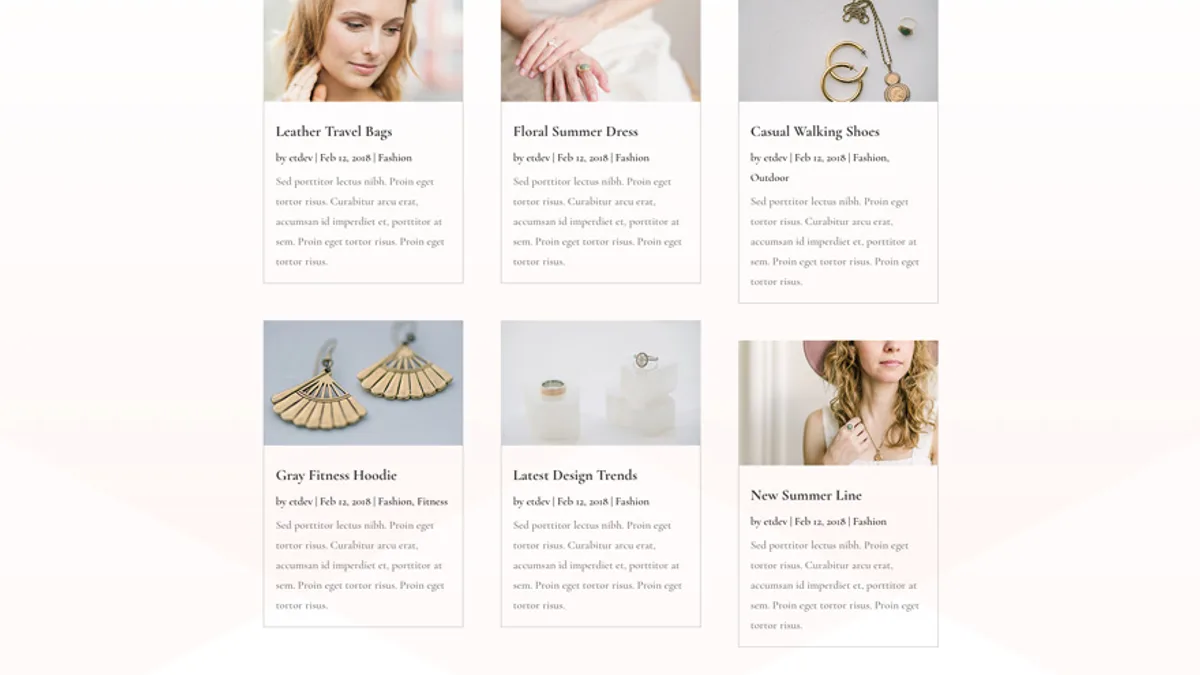 Leather Travel Bags
by etdev | Feb 12, 2018 | Fashion
Sed porttitor lectus nibh. Proin eget
tortor risus. Curabitur arcu erat,
accumsan id imperdiet et, porttitor at
sem. Proin eget tortor risus. Proin eget
tortor risus.
Floral Summer Dress
by etdev | Feb 12, 2018 | Fashion
Sed porttitor lectus nibh. Proin eget
tortor risus. Curabitur arcu erat,
accumsan id imperdiet et, porttitor at
sem. Proin eget tortor risus. Proin eget
tortor risus.
Casual Walking Shoes
by etdev | Feb 12, 2018 | Fashion,
Outdoor
Sed porttitor lectus nibh. Proin eget
tortor risus. Curabitur arcu erat,
accumsan id imperdiet et, porttitor at
sem. Proin eget tortor risus. Proin eget
tortor risus.
Gray Fitness Hoodie
by etdev | Feb 12, 2018 | Fashion, Fitness
Sed porttitor lectus nibh. Proin eget
tortor risus. Curabitur arcu erat,
accumsan id imperdiet et, porttitor at
sem. Proin eget tortor risus. Proin eget
tortor risus.
Latest Design Trends
by etdev | Feb 12, 2018 | Fashion
Sed porttitor lectus nibh. Proin eget
tortor risus. Curabitur arcu erat,
accumsan id imperdiet et, porttitor at
sem. Proin eget tortor risus. Proin eget
tortor risus.
New Summer Line
by etdev | Feb 12, 2018 | Fashion
Sed porttitor lectus nibh. Proin eget
tortor risus. Curabitur arcu erat,
accumsan id imperdiet et, porttitor at
sem. Proin eget tortor risus. Proin eget
tortor risus.